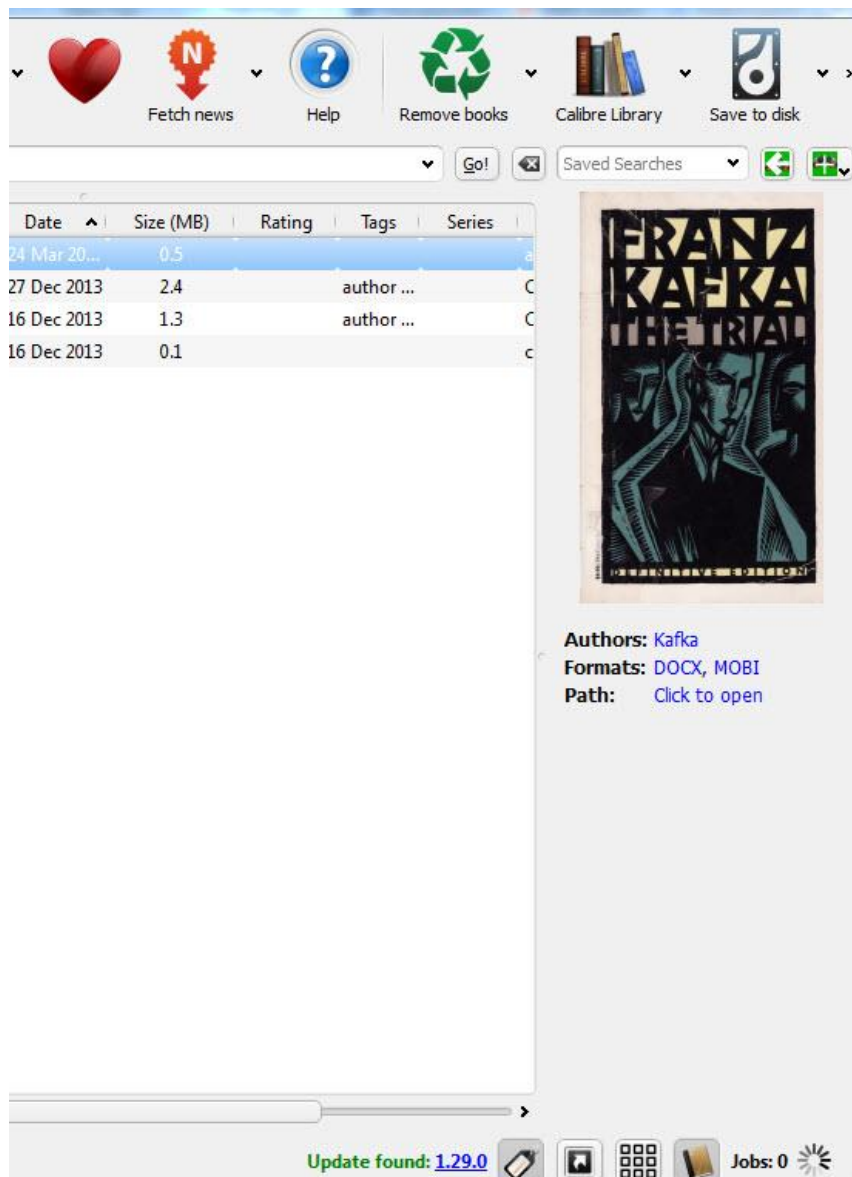 Fetch news Help Remove books Calibre Library Save to disk
Go! Saved Searches
Date Size (MB) Rating Tags Series
24 Mar 20... 0.5 a
27 Dec 2013 2.4 author ... C
16 Dec 2013 1.3 author ... C
16 Dec 2013 0.1 c
FRANZ
KAFKA
THE TRIAL
DEFINITIVE EDITION
Authors: Kafka
Formats: DOCX, MOBI
Path: Click to open
Update found: 1.29.0 Jobs: 0